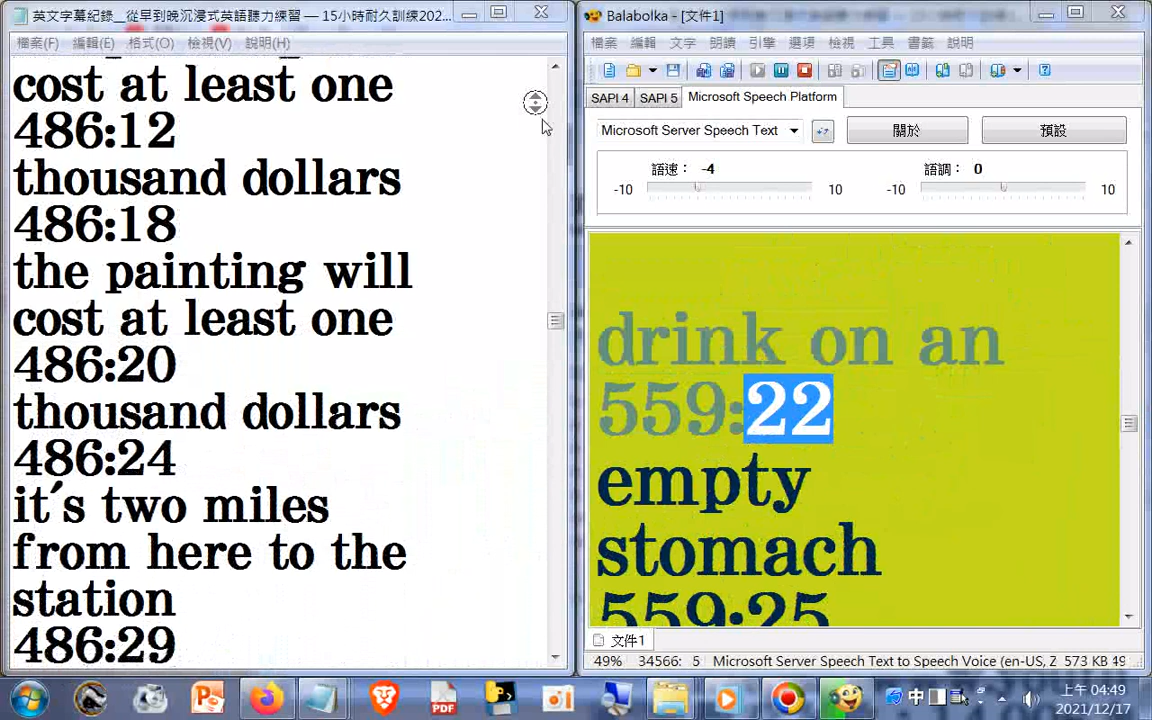 英文字幕紀錄__從早到晚沉浸式英語聽力練習 — 15小時耐久訓練202...
檔案(F) 編輯(E) 格式(O) 檢視(V) 說明(H)
cost at least one
486:12
thousand dollars
486:18
the painting will
cost at least one
486:20
thousand dollars
486:24
it's two miles
from here to the
station
486:29
Balabolka - [文件1]
檔案 編輯 文字 朗讀 引擎 選項 檢視 工具 書籤 說明
SAPI 4 SAPI 5 Microsoft Speech Platform
Microsoft Server Speech Text 關於 預設
語速： -4 語調： 0
-10 10 -10 10
drink on an
559:22
empty
stomach
559:25
文件1
49% 34566: 5 Microsoft Server Speech Text to Speech Voice (en-US, Z 573 KB 49
PDF 中 上午 04:49
2021/12/17